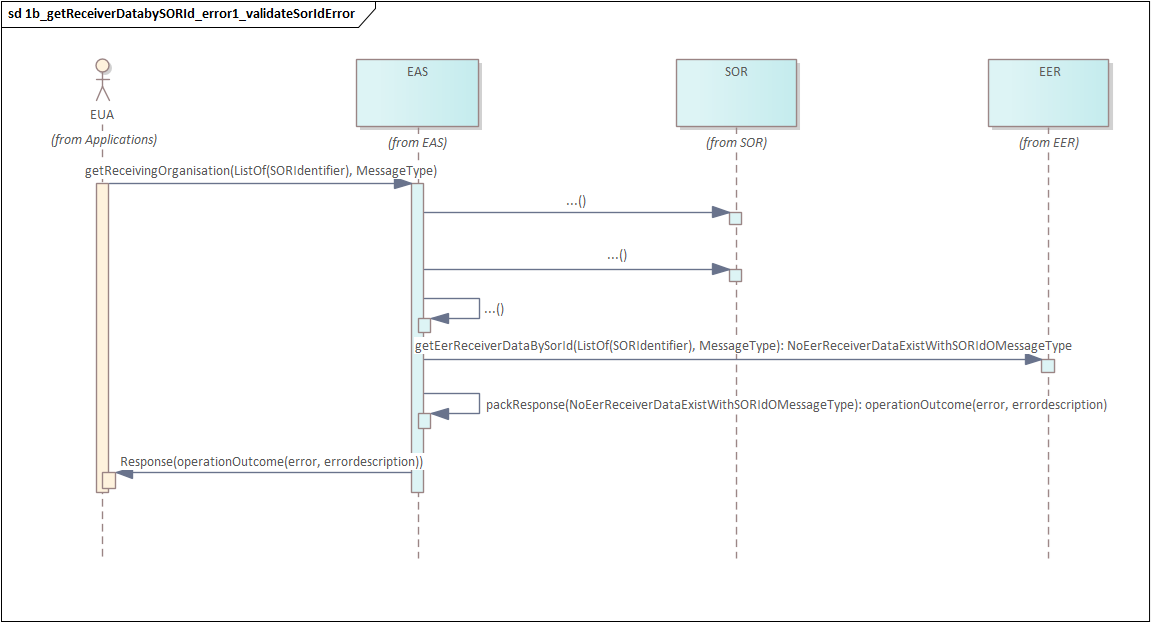 sd 1b_getReceiverDatabySORId_error1_validateSorIdError
EUA
(from Applications)
EAS
(from EAS)
SOR
(from SOR)
EER
(from EER)
getReceivingOrganisation(ListOf(SORIdentifier), MessageType)
...()
...()
...()
getEerReceiverDataBySorId(ListOf(SORIdentifier), MessageType): NoEerReceiverDataExistWithSORIdOMessageType
packResponse(NoEerReceiverDataExistWithSORIdOMessageType): operationOutcome(error, errordescription)
Response(operationOutcome(error, errordescription))